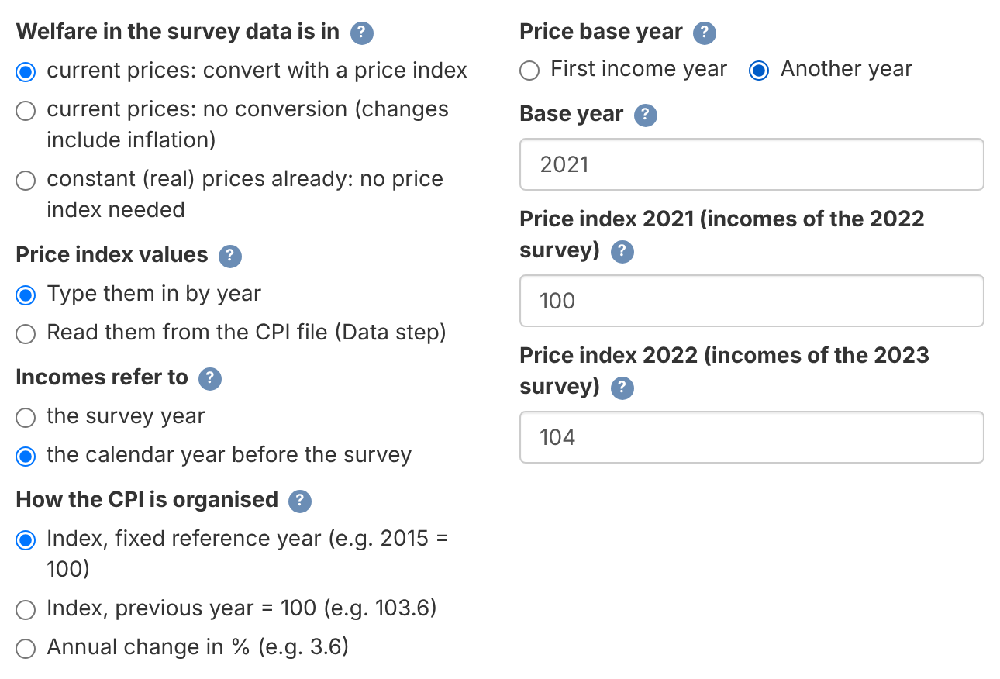 Welfare in the survey data is in ?
current prices: convert with a price index
current prices: no conversion (changes
include inflation)
constant (real) prices already: no price
index needed
Price index values ?
Type them in by year
Read them from the CPI file (Data step)
Incomes refer to ?
the survey year
the calendar year before the survey
How the CPI is organised ?
Index, fixed reference year (e.g. 2015 =
100)
Index, previous year = 100 (e.g. 103.6)
Annual change in % (e.g. 3.6)
Price base year ?
First income year Another year
Base year ?
2021
Price index 2021 (incomes of the 2022
survey) ?
100
Price index 2022 (incomes of the 2023
survey) ?
104